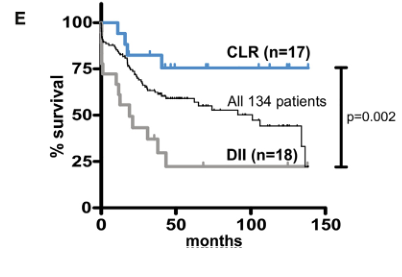 E
100
75
50
25
0
% survival
CLR (n=17)
All 134 patients
DII (n=18)
p=0.002
0
50
100
150
months